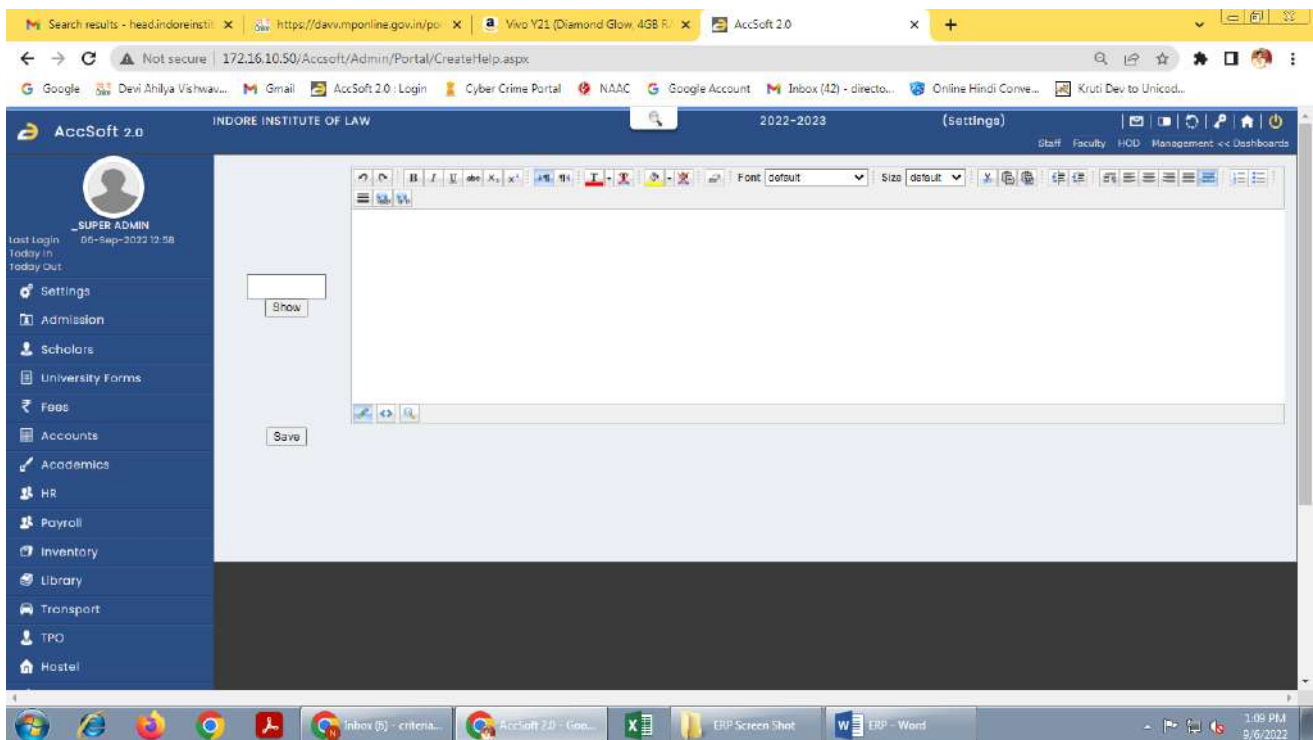 Search results - head.indoreinstit
https://davv.mponline.gov.in/po
Vivo Y21 (Diamond Glow, 4GB R
AccSoft 2.0
Not secure 172.16.10.50/Accsoft/Admin/Portal/CreateHelp.aspx
Google Devi Ahilya Vishwav... Gmail AccSoft 2.0 : Login Cyber Crime Portal NAAC Google Account Inbox (42) - directo... Online Hindi Conve... Kruti Dev to Unicod...
AccSoft 2.0 INDORE INSTITUTE OF LAW 2022-2023 (Settings)
Staff Faculty HOD Management << Dashboards
Font default Size default
_SUPER ADMIN
Last Login 06-Sep-2022 12:58
Today In
Today Out
Settings
Show
Admission
Scholars
University Forms
Fees
Accounts
Save
Academics
HR
Payroll
Inventory
Library
Transport
TPO
Hostel
Inbox (6) - criteria... AccSoft 2.0 - Goo... ERP Screen Shot ERP - Word
1:09 PM
9/6/2022